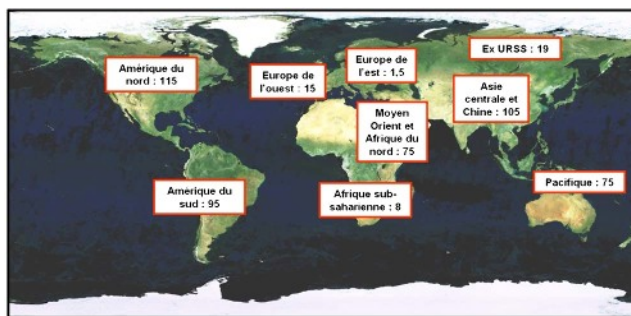 Ex URSS : 19
Europe de
l'est : 1,5
Amérique du
nord : 115
Europe de
l'ouest : 15
Asie
centrale et
Chine : 105
Moyen
Orient et
Afrique du
nord : 75
Pacifique : 75
Amérique du
sud : 95
Afrique sub-
saharienne : 8